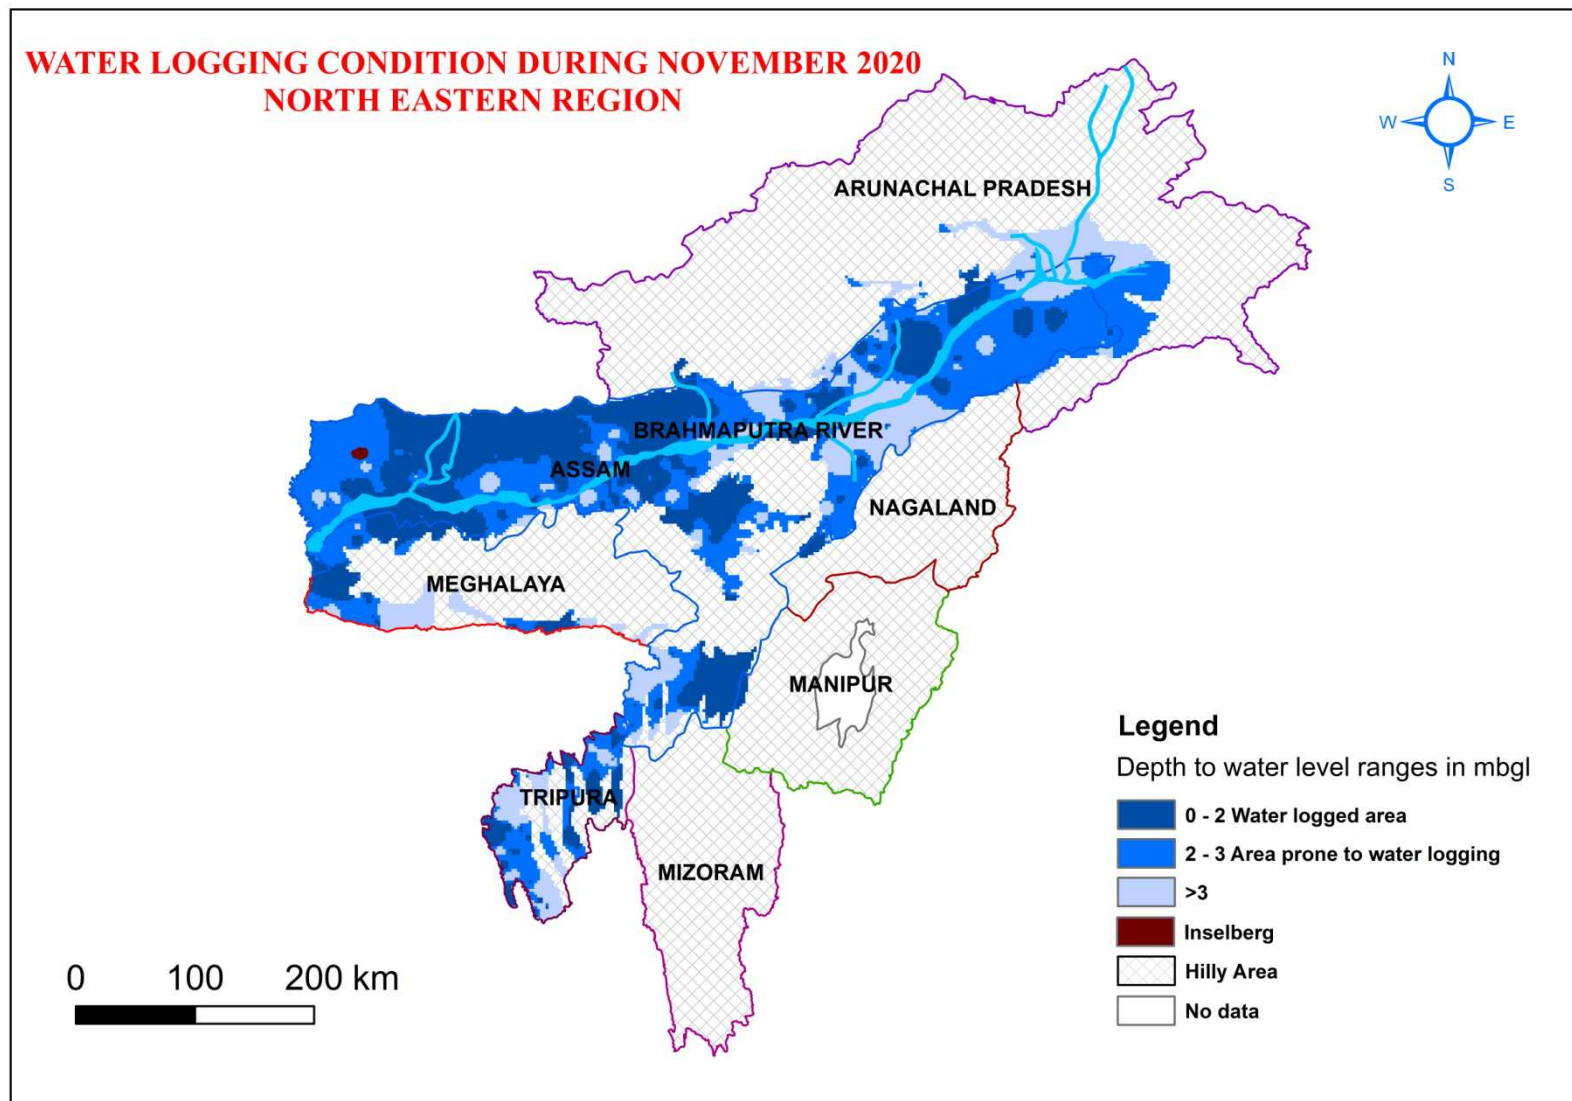 WATER LOGGING CONDITION DURING NOVEMBER 2020
NORTH EASTERN REGION
N
W
E
S
ARUNACHAL PRADESH
BRAHMAPUTRA RIVER
ASSAM
NAGALAND
MEGHALAYA
MANIPUR
TRIPURA
MIZORAM
Legend
Depth to water level ranges in mbgl
0 - 2 Water logged area
2 - 3 Area prone to water logging
>3
Inselberg
Hilly Area
No data
0 100 200 km